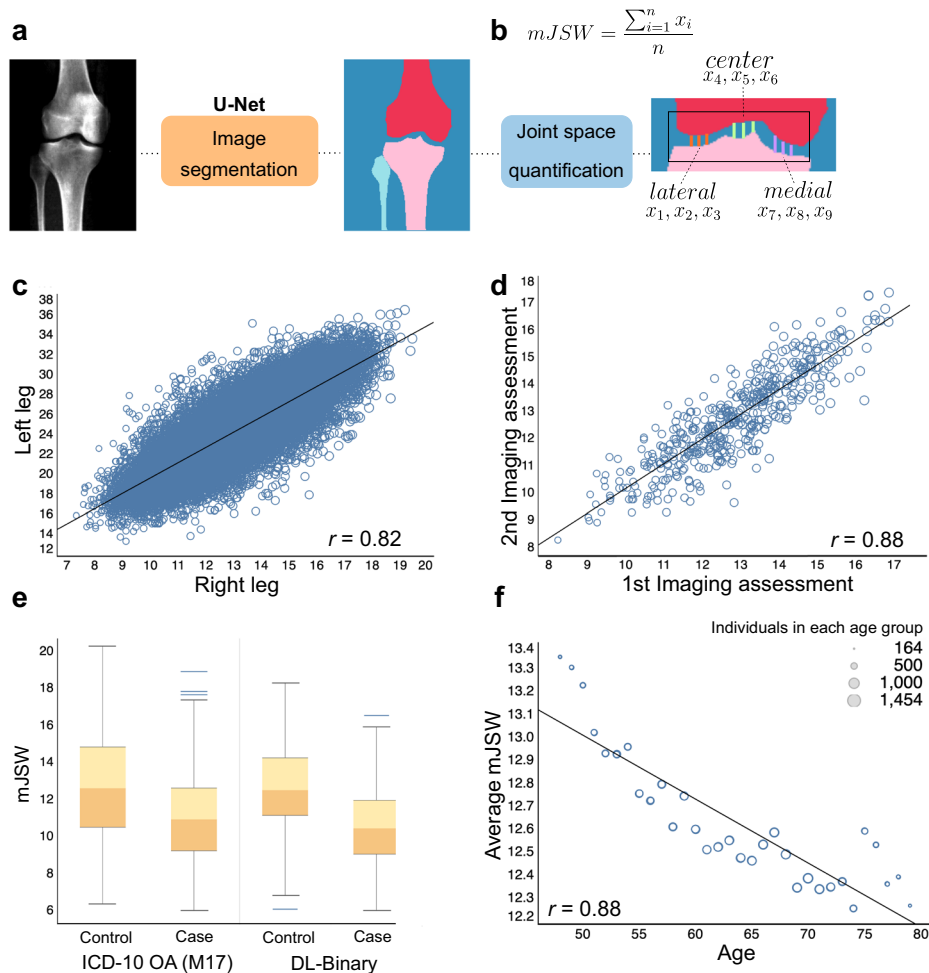 a
U-Net
Image
segmentation
b
mJSW = \frac{\sum_{i=1}^{n} x_i}{n}
Joint space
quantification
center
x₄, x₅, x₆
lateral
x₁, x₂, x₃
medial
x₇, x₈, x₉
c
38
36
34
32
30
28
26
24
22
20
18
16
14
12
Left leg
7 8 9 10 11 12 13 14 15 16 17 18 19 20
Right leg
r = 0.82
d
18
17
16
15
14
13
12
11
10
9
8
2nd Imaging assessment
8 9 10 11 12 13 14 15 16 17
1st Imaging assessment
r = 0.88
e
20
18
16
14
12
10
8
6
mJSW
Control Case Control Case
ICD-10 OA (M17) DL-Binary
f
Individuals in each age group
164
500
1,000
1,454
13.4
13.3
13.2
13.1
13.0
12.9
12.8
12.7
12.6
12.5
12.4
12.3
12.2
Average mJSW
r = 0.88
50 55 60 65 70 75 80
Age